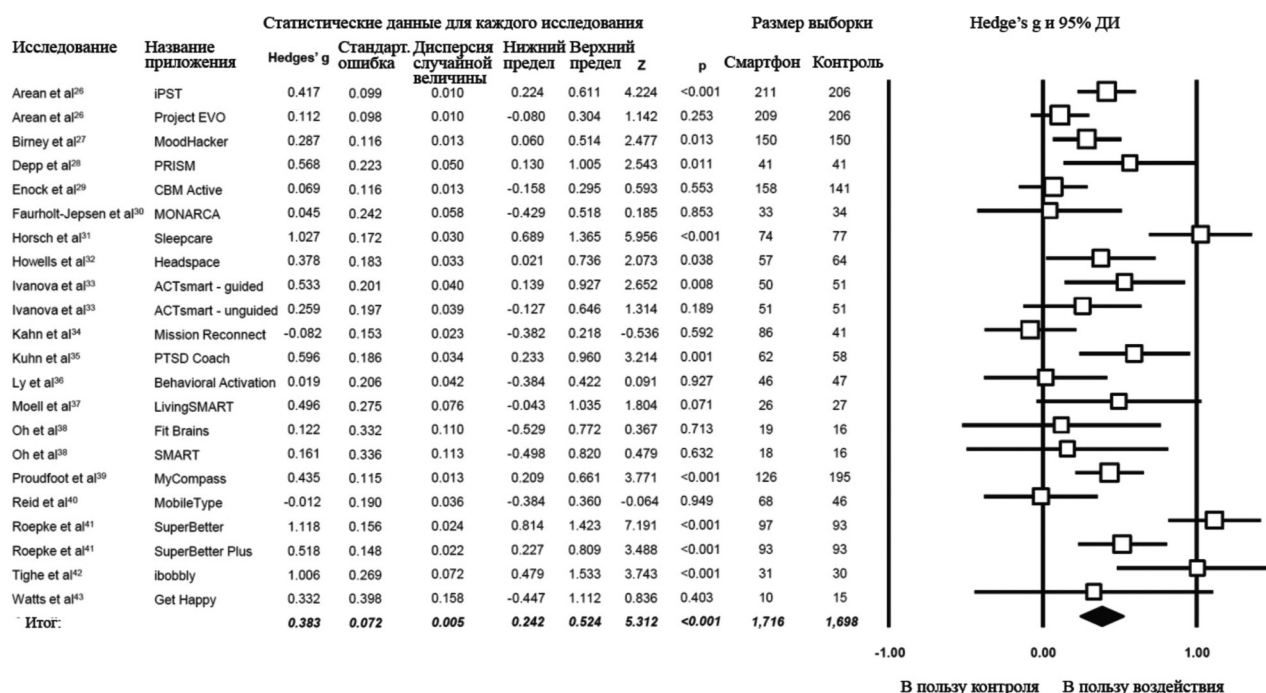 Статистические данные для каждого исследования Размер выборки Hedge's g и 95% ДИ
Исследование Название приложения Hedges' g Стандарт. ошибка Дисперсия случайной величины Нижний предел Верхний предел Z p Смартфон Контроль
Arean et al26 iPST 0.417 0.099 0.010 0.224 0.611 4.224 <0.001 211 206
Arean et al26 Project EVO 0.112 0.098 0.010 -0.080 0.304 1.142 0.253 209 206
Birney et al27 MoodHacker 0.287 0.116 0.013 0.060 0.514 2.477 0.013 150 150
Depp et al28 PRISM 0.568 0.223 0.050 0.130 1.005 2.543 0.011 41 41
Enock et al29 CBM Active 0.069 0.116 0.013 -0.158 0.295 0.593 0.553 158 141
Faurholt-Jepsen et al30 MONARCA 0.045 0.242 0.058 -0.429 0.518 0.185 0.853 33 34
Horsch et al31 Sleepcare 1.027 0.172 0.030 0.689 1.365 5.956 <0.001 74 77
Howells et al32 Headspace 0.378 0.183 0.033 0.021 0.736 2.073 0.038 57 64
Ivanova et al33 ACTsmart - guided 0.533 0.201 0.040 0.139 0.927 2.652 0.008 50 51
Ivanova et al33 ACTsmart - unguided 0.259 0.197 0.039 -0.127 0.646 1.314 0.189 51 51
Kahn et al34 Mission Reconnect -0.082 0.153 0.023 -0.382 0.218 -0.536 0.592 86 41
Kuhn et al35 PTSD Coach 0.596 0.186 0.034 0.233 0.960 3.214 0.001 62 58
Ly et al36 Behavioral Activation 0.019 0.206 0.042 -0.384 0.422 0.091 0.927 46 47
Moell et al37 LivingSMART 0.496 0.275 0.076 -0.043 1.035 1.804 0.071 26 27
Oh et al38 Fit Brains 0.122 0.332 0.110 -0.529 0.772 0.367 0.713 19 16
Oh et al38 SMART 0.161 0.336 0.113 -0.498 0.820 0.479 0.632 18 16
Proudfoot et al39 MyCompass 0.435 0.115 0.013 0.209 0.661 3.771 <0.001 126 195
Reid et al40 MobileType -0.012 0.190 0.036 -0.384 0.360 -0.064 0.949 68 46
Roepke et al41 SuperBetter 1.118 0.156 0.024 0.814 1.423 7.191 <0.001 97 93
Roepke et al41 SuperBetter Plus 0.518 0.148 0.022 0.227 0.809 3.488 <0.001 93 93
Tighe et al42 ibobbly 1.006 0.269 0.072 0.479 1.533 3.743 <0.001 31 30
Watts et al43 Get Happy 0.332 0.398 0.158 -0.447 1.112 0.836 0.403 10 15
Итог: 0.383 0.072 0.005 0.242 0.524 5.312 <0.001 1,716 1,698
-1.00 0.00 1.00
В пользу контроля В пользу воздействия